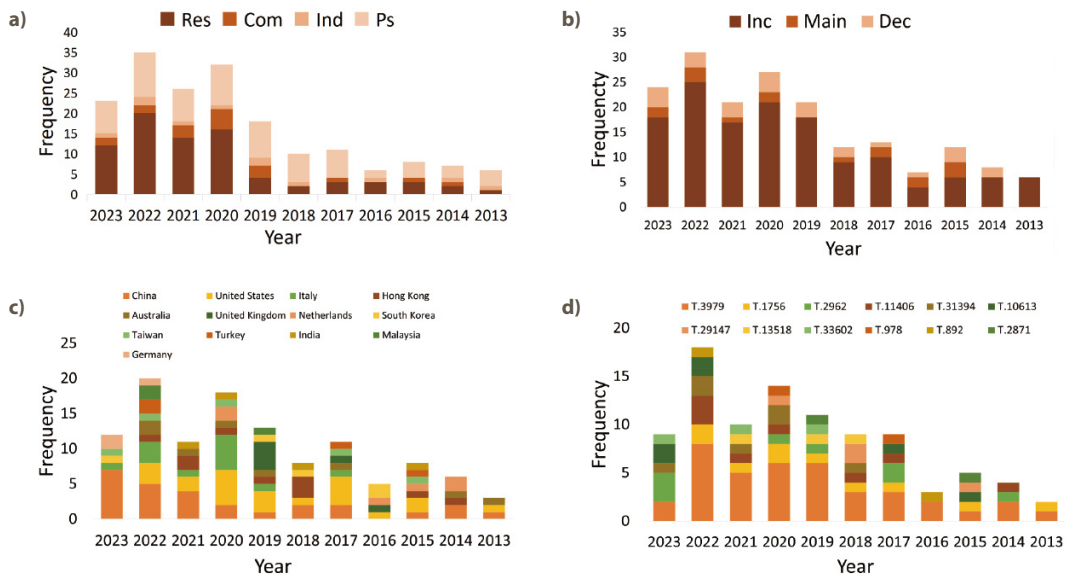 a)
Res Com Ind Ps
40
35
30
25
20
15
10
5
0
Frequency
2023 2022 2021 2020 2019 2018 2017 2016 2015 2014 2013
Year
b)
Inc Main Dec
35
30
25
20
15
10
5
0
Frequencty
2023 2022 2021 2020 2019 2018 2017 2016 2015 2014 2013
Year
c)
China United States Italy Hong Kong
Australia United Kingdom Netherlands South Korea
Taiwan Turkey India Malaysia
Germany
25
20
15
10
5
0
Frequency
2023 2022 2021 2020 2019 2018 2017 2016 2015 2014 2013
Year
d)
T.3979 T.1756 T.2962 T.11406 T.31394 T.10613
T.29147 T.13518 T.33602 T.978 T.892 T.2871
20
15
10
5
0
Frequency
2023 2022 2021 2020 2019 2018 2017 2016 2015 2014 2013
Year